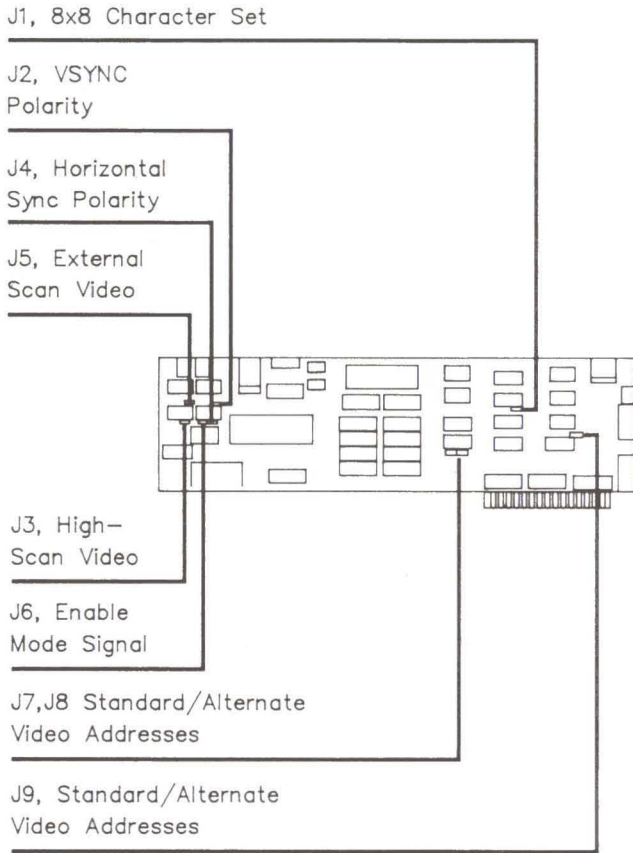 J1, 8x8 Character Set
J2, VSYNC
Polarity
J4, Horizontal
Sync Polarity
J5, External
Scan Video
J3, High-
Scan Video
J6, Enable
Mode Signal
J7,J8 Standard/Alternate
Video Addresses
J9, Standard/Alternate
Video Addresses